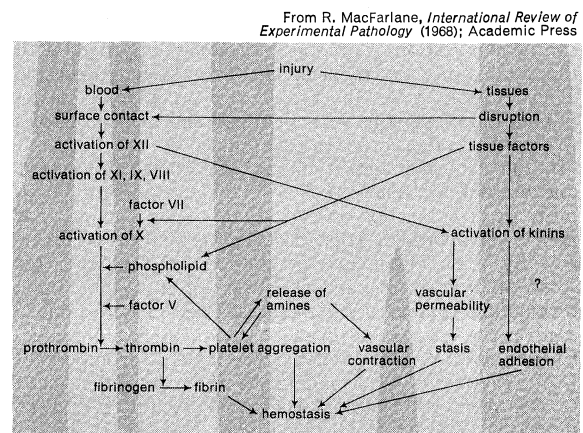 From R. MacFarlane, International Review of
Experimental Pathology (1968); Academic Press
injury
blood
tissues
surface contact
disruption
activation of XII
tissue factors
activation of XI, IX, VIII
factor VII
activation of X
activation of kinins
phospholipid
?
release of
amines
vascular
permeability
factor V
prothrombin
thrombin
platelet aggregation
vascular
contraction
stasis
endothelial
adhesion
fibrinogen
fibrin
hemostasis